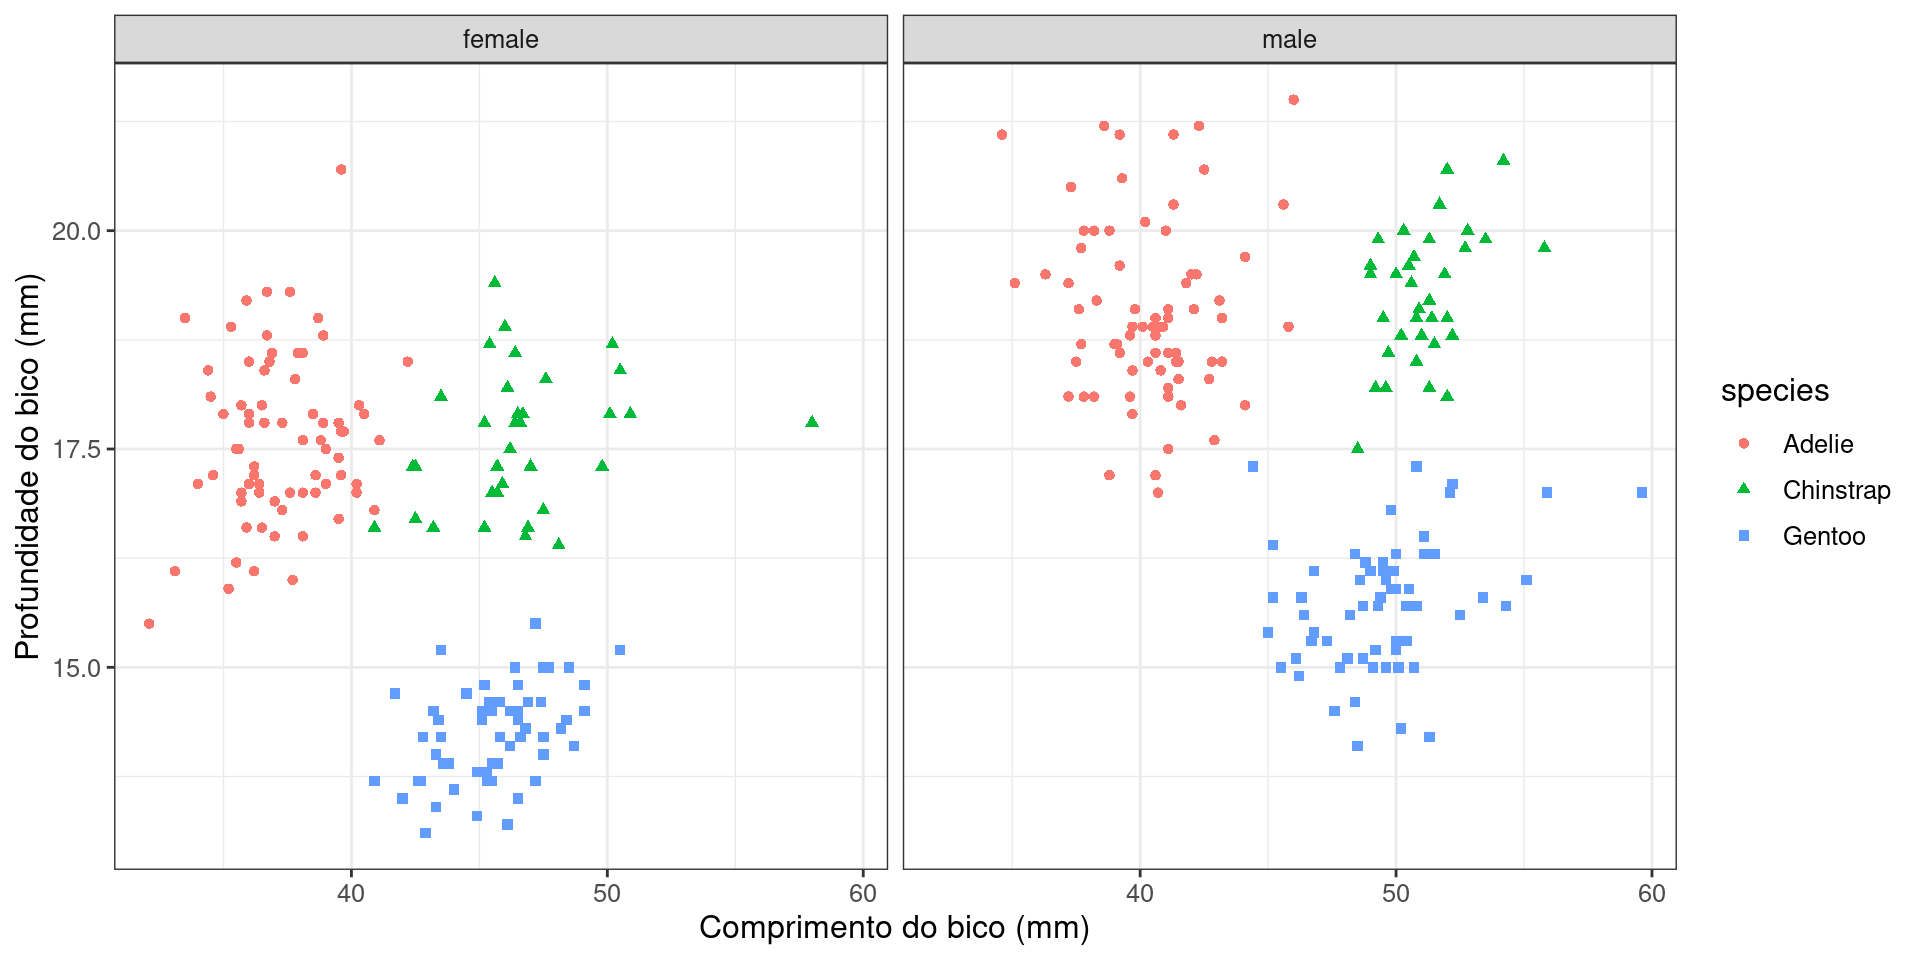 female
male
Profundidade do bico (mm)
20.0
17.5
15.0
40
50
60
40
50
60
Comprimento do bico (mm)
species
Adelie
Chinstrap
Gentoo